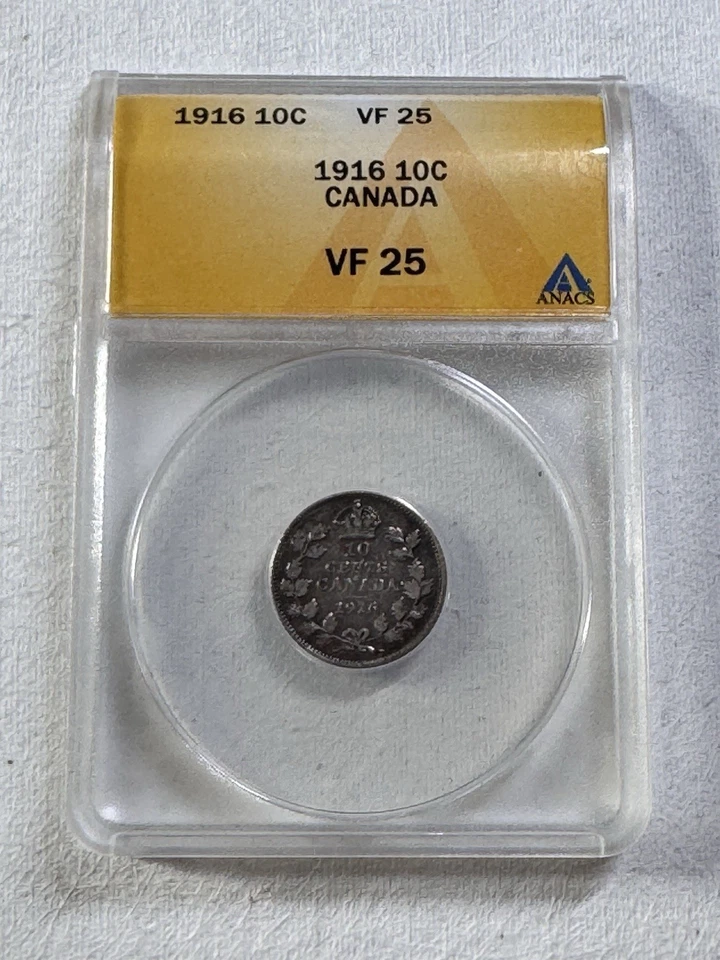 1916 10C VF 25
1916 10C
CANADA
VF 25
ANACS
10
CENTS
CANADA
1916